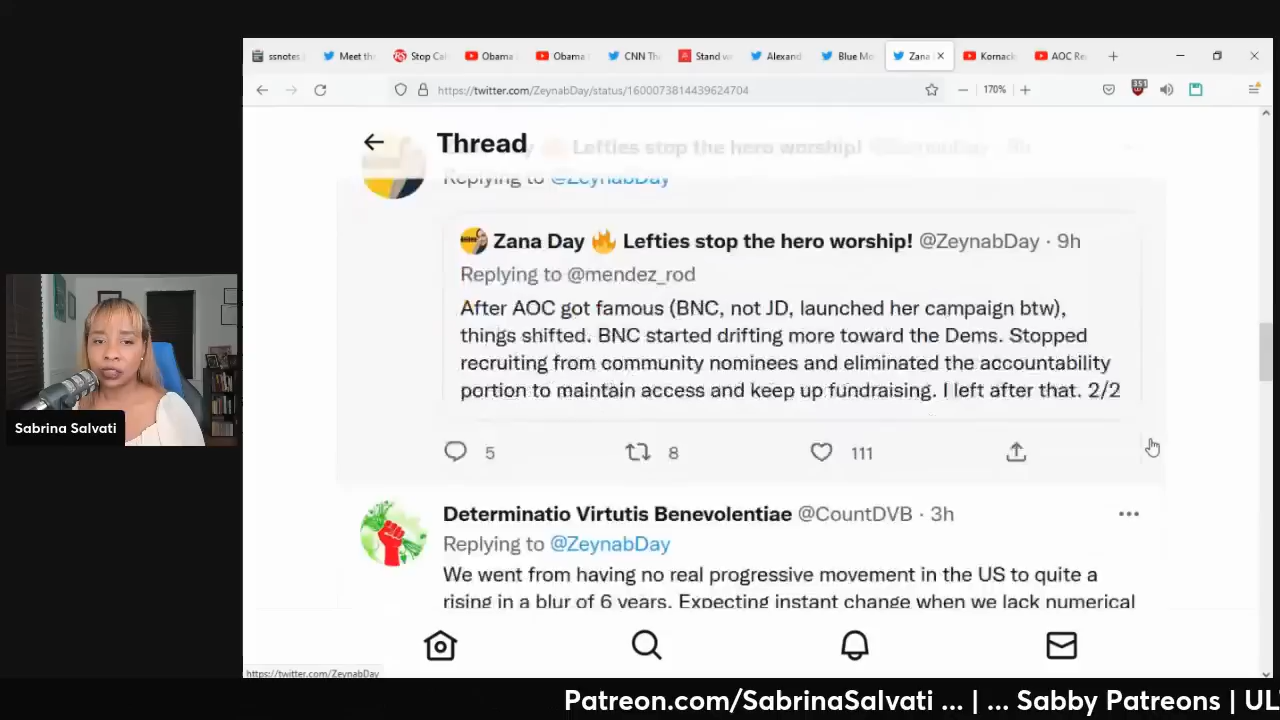 ssnotes
Meet th
Stop Cal
Obama
Obama
CNN Th
Stand w
Alexand
Blue Mo
Zana
Kornack
AOC Re
https://twitter.com/ZeynabDay/status/1600073814439624704
170%
351
Thread
Lefties stop the hero worship!
Replying to @ZeynabDay
Zana Day 🔥 Lefties stop the hero worship! @ZeynabDay · 9h
Replying to @mendez_rod
After AOC got famous (BNC, not JD, launched her campaign btw),
things shifted. BNC started drifting more toward the Dems. Stopped
recruiting from community nominees and eliminated the accountability
portion to maintain access and keep up fundraising. I left after that. 2/2
5 8 111
Determinatio Virtutis Benevolentiae @CountDVB · 3h
Replying to @ZeynabDay
We went from having no real progressive movement in the US to quite a
rising in a blur of 6 years. Expecting instant change when we lack numerical
https://twitter.com/ZeynabDay
Sabrina Salvati
Patreon.com/SabrinaSalvati ... | ... Sabby Patreons | UL